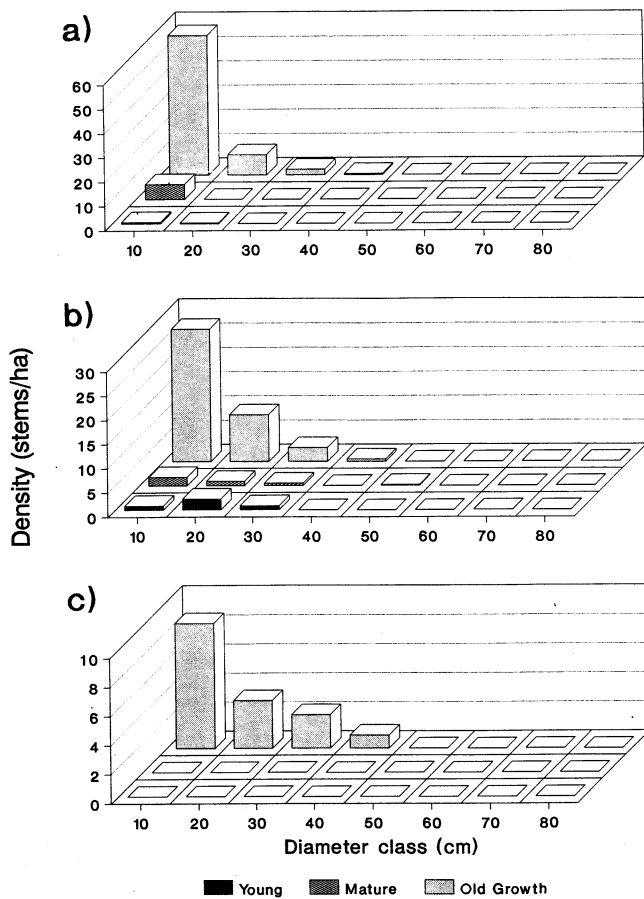 a)
60
50
40
30
20
10
0
10 20 30 40 50 60 70 80
b)
Density (stems/ha)
30
25
20
15
10
5
0
10 20 30 40 50 60 70 80
c)
10
8
6
4
2
0
10 20 30 40 50 60 70 80
Diameter class (cm)
Young Mature Old Growth